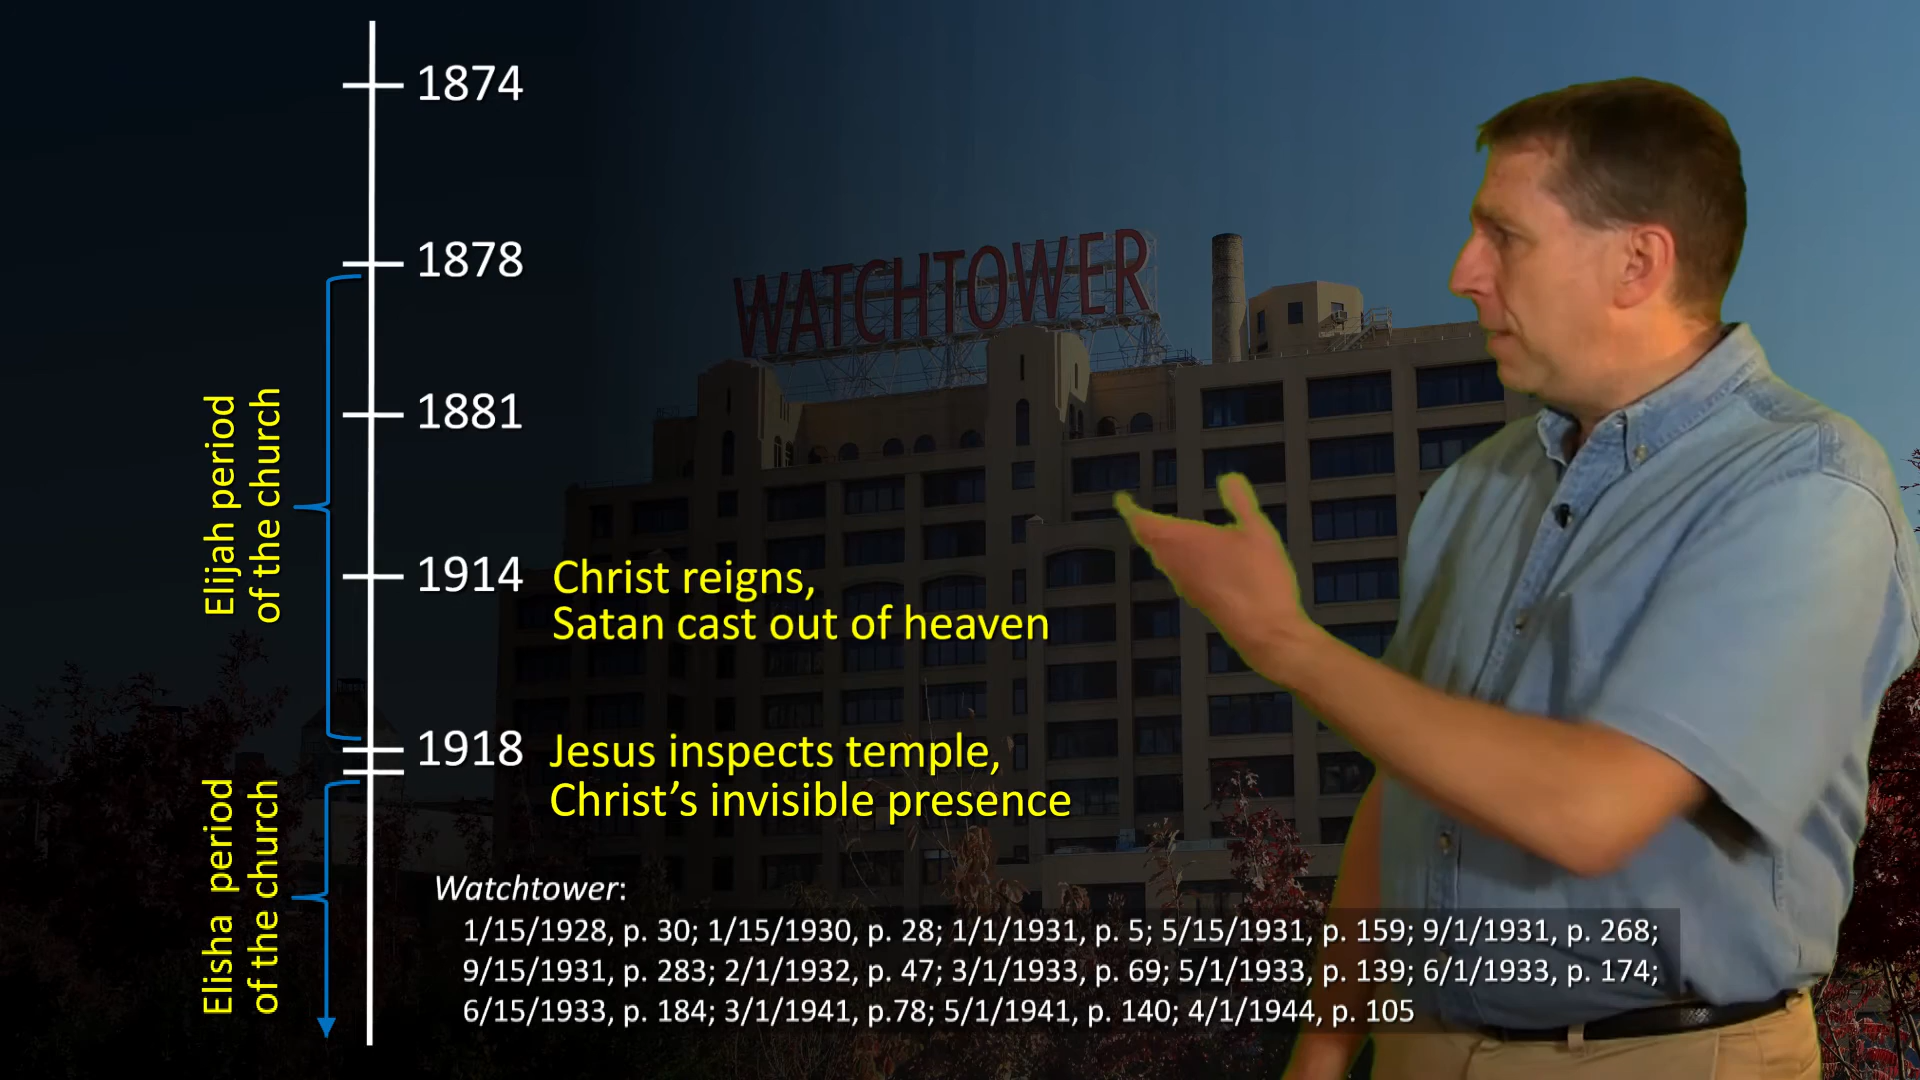 1874
1878
WATCHTOWER
1881
Elijah period
of the church
1914 Christ reigns,
Satan cast out of heaven
1918 Jesus inspects temple,
Christ’s invisible presence
Elisha period
of the church
Watchtower:
1/15/1928, p. 30; 1/15/1930, p. 28; 1/1/1931, p. 5; 5/15/1931, p. 159; 9/1/1931, p. 268;
9/15/1931, p. 283; 2/1/1932, p. 47; 3/1/1933, p. 69; 5/1/1933, p. 139; 6/1/1933, p. 174;
6/15/1933, p. 184; 3/1/1941, p.78; 5/1/1941, p. 140; 4/1/1944, p. 105